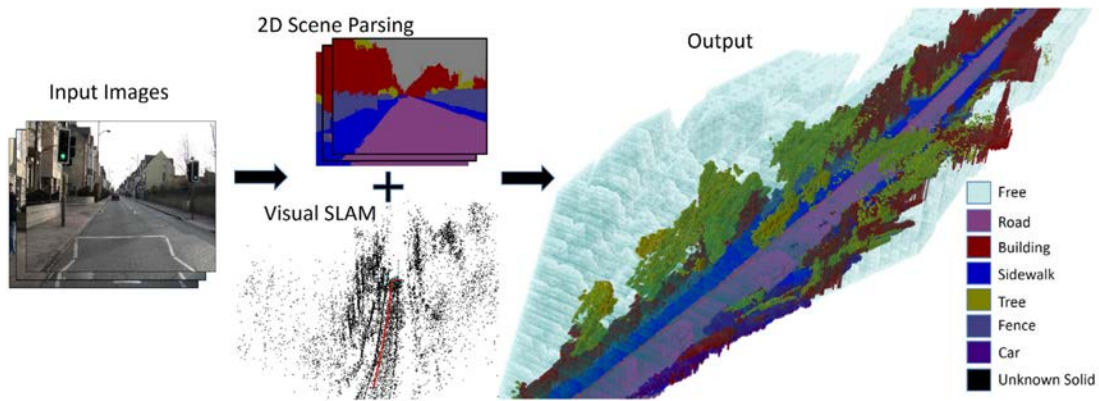 2D Scene Parsing
Input Images
Output
Visual SLAM
Free
Road
Building
Sidewalk
Tree
Fence
Car
Unknown Solid